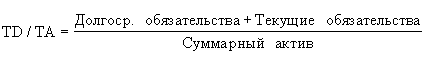 TD / TA = Долгоср. обязательства + Текущие обязательства
Суммарный актив